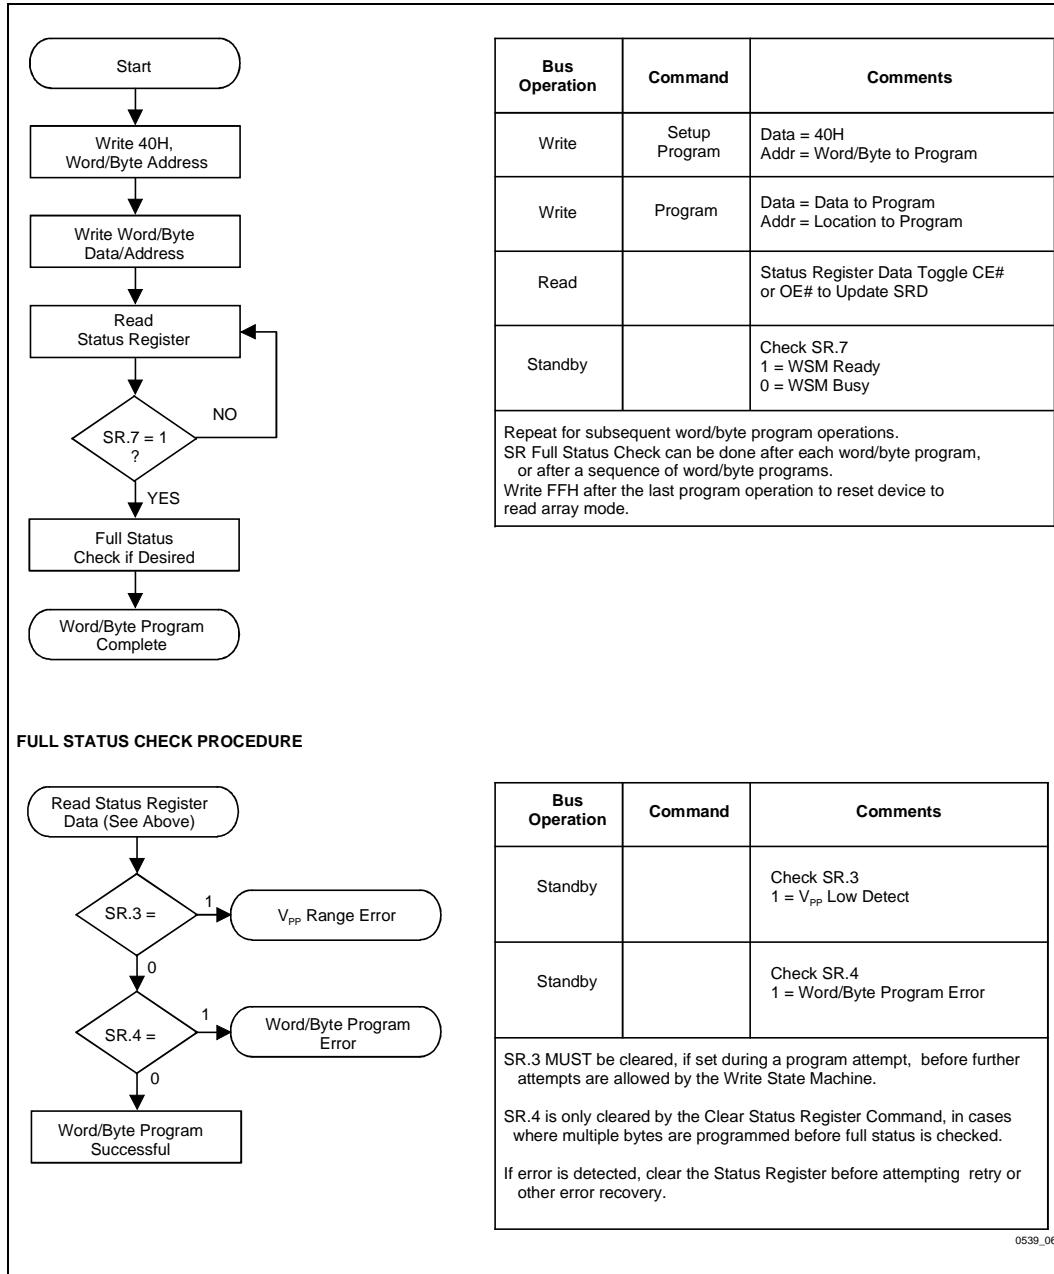 Start
Write 40H,
Word/Byte Address
Write Word/Byte
Data/Address
Read
Status Register
NO
SR.7 = 1
?
YES
Full Status
Check if Desired
Word/Byte Program
Complete
Bus
Operation
Command
Comments
Write
Setup
Program
Data = 40H
Addr = Word/Byte to Program
Write
Program
Data = Data to Program
Addr = Location to Program
Read
Status Register Data Toggle CE#
or OE# to Update SRD
Standby
Check SR.7
1 = WSM Ready
0 = WSM Busy
Repeat for subsequent word/byte program operations.
SR Full Status Check can be done after each word/byte program,
or after a sequence of word/byte programs.
Write FFH after the last program operation to reset device to
read array mode.
FULL STATUS CHECK PROCEDURE
Read Status Register
Data (See Above)
SR.3 =
1
V_PP Range Error
0
SR.4 =
1
Word/Byte Program
Error
0
Word/Byte Program
Successful
Bus
Operation
Command
Comments
Standby
Check SR.3
1 = V_PP Low Detect
Standby
Check SR.4
1 = Word/Byte Program Error
SR.3 MUST be cleared, if set during a program attempt, before further
attempts are allowed by the Write State Machine.
SR.4 is only cleared by the Clear Status Register Command, in cases
where multiple bytes are programmed before full status is checked.
If error is detected, clear the Status Register before attempting retry or
other error recovery.
0539_06